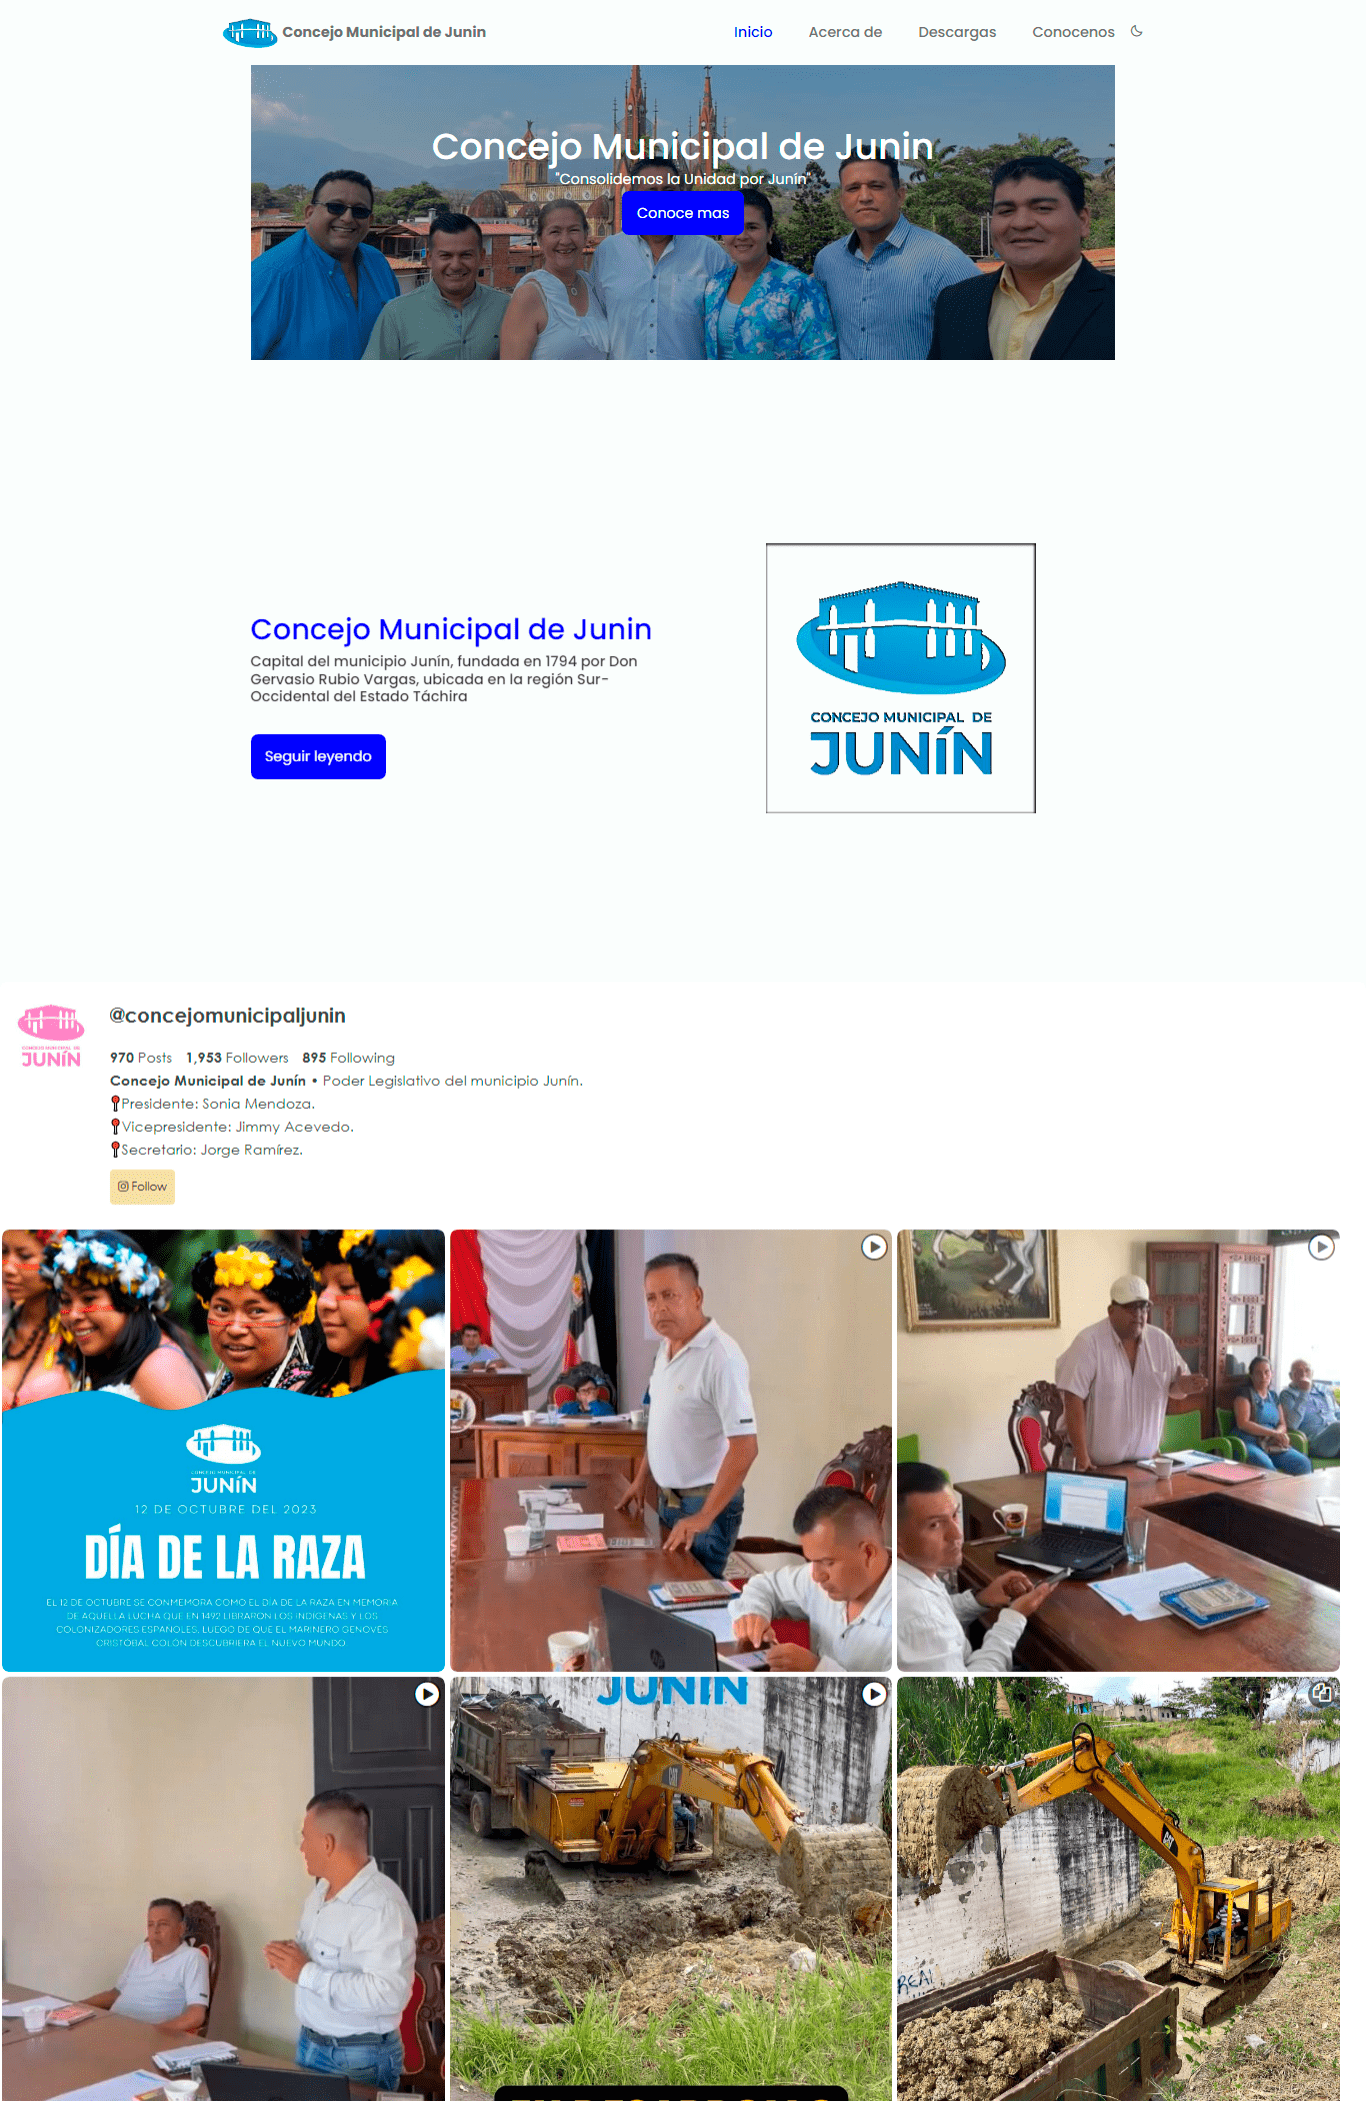 Concejo Municipal de Junin
Inicio
Acerca de
Descargas
Conocenos
Concejo Municipal de Junin
"Consolidemos la Unidad por Junín"
Conoce mas
Concejo Municipal de Junin
Capital del municipio Junín, fundada en 1794 por Don
Gervasio Rubio Vargas, ubicada en la región Sur-
Occidental del Estado Táchira
Seguir leyendo
CONCEJO MUNICIPAL DE
JUNÍN
@concejomunicipaljunin
CONCEJO MUNICIPAL DE
JUNÍN
970 Posts 1,953 Followers 895 Following
Concejo Municipal de Junín • Poder Legislativo del municipio Junín.
Presidente: Sonia Mendoza.
Vicepresidente: Jimmy Acevedo.
Secretario: Jorge Ramírez.
Follow
CONCEJO MUNICIPAL DE
JUNÍN
12 DE OCTUBRE DEL 2023
DÍA DE LA RAZA
EL 12 DE OCTUBRE SE CONMEMORA COMO EL DÍA DE LA RAZA EN MEMORIA
DE AQUELLA LUCHA QUE EN 1492 LIBRARON LOS INDÍGENAS Y LOS
COLONIZADORES ESPAÑOLES, LUEGO DE QUE EL MARINERO GENOVÉS
CRISTÓBAL COLÓN DESCUBRIERA EL NUEVO MUNDO.
JUNÍN
CAT
CAT